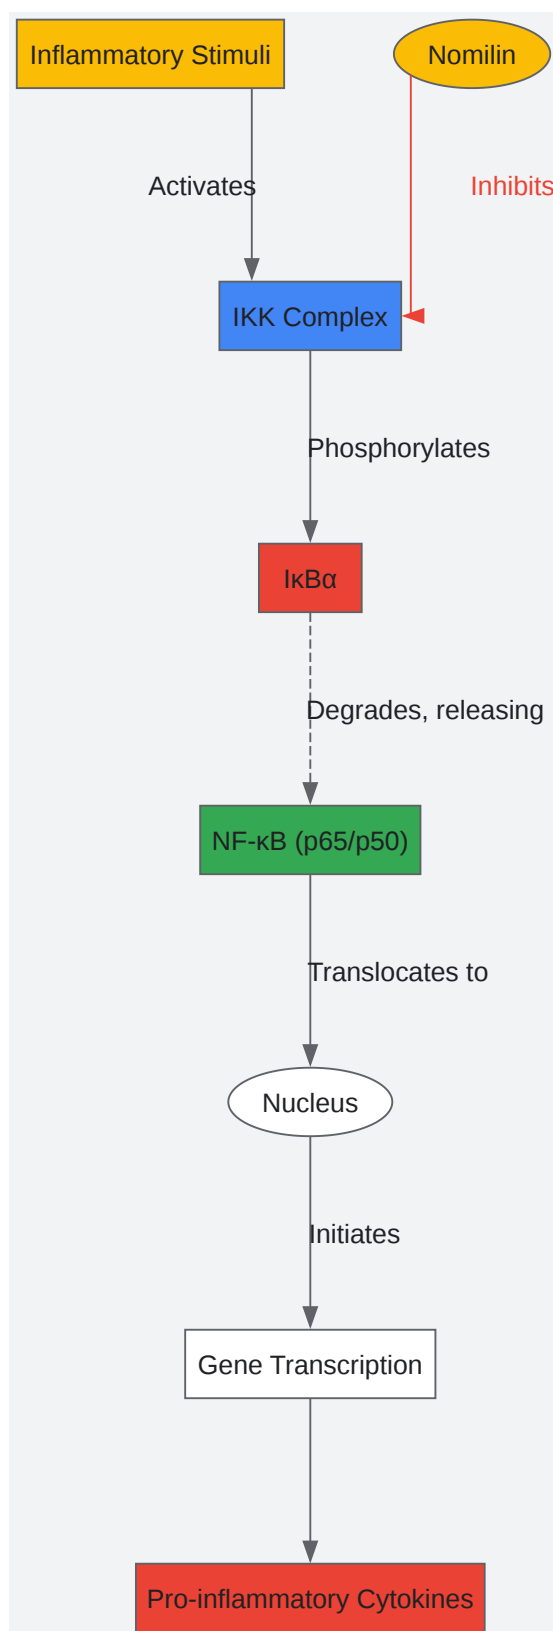 Inflammatory Stimuli
Nomilin
Activates
Inhibits
IKK Complex
Phosphorylates
IκBα
Degrades, releasing
NF-κB (p65/p50)
Translocates to
Nucleus
Initiates
Gene Transcription
Pro-inflammatory Cytokines